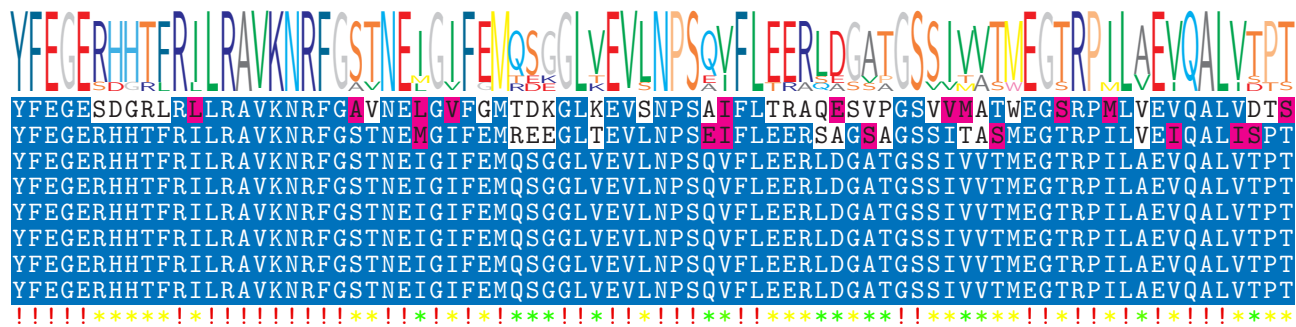 YFEGERHHTFRILRAVKNRFGSTNEIGIFEMQSGGLVEVLNPSQVFLEERLDGATGSSIVVTMEGTRPILAEVQALVTPT
YFEGESDGRLRLLRAVKNRFGAVNELGVFGMTDKGLKEVSNPSAIFLTRAQESVPGSVVMATWEGSRPMLVEVQALVDTS
YFEGERHHTFRILRAVKNRFGSTNEMGIFEMREEGLTEVLNPSEIFLEERSAGSAGSSITASMEGTRPILVEIQALISPT
YFEGERHHTFRILRAVKNRFGSTNEIGIFEMQSGGLVEVLNPSQVFLEERLDGATGSSIVVTMEGTRPILAEVQALVTPT
YFEGERHHTFRILRAVKNRFGSTNEIGIFEMQSGGLVEVLNPSQVFLEERLDGATGSSIVVTMEGTRPILAEVQALVTPT
YFEGERHHTFRILRAVKNRFGSTNEIGIFEMQSGGLVEVLNPSQVFLEERLDGATGSSIVVTMEGTRPILAEVQALVTPT
YFEGERHHTFRILRAVKNRFGSTNEIGIFEMQSGGLVEVLNPSQVFLEERLDGATGSSIVVTMEGTRPILAEVQALVTPT
YFEGERHHTFRILRAVKNRFGSTNEIGIFEMQSGGLVEVLNPSQVFLEERLDGATGSSIVVTMEGTRPILAEVQALVTPT
YFEGERHHTFRILRAVKNRFGSTNEIGIFEMQSGGLVEVLNPSQVFLEERLDGATGSSIVVTMEGTRPILAEVQALVTPT
!!!!!*****!*!!!!!!!!!**!!*!*!*!***!!*!!*!!!**!!********!!******!!*!!*!*!*!!!****